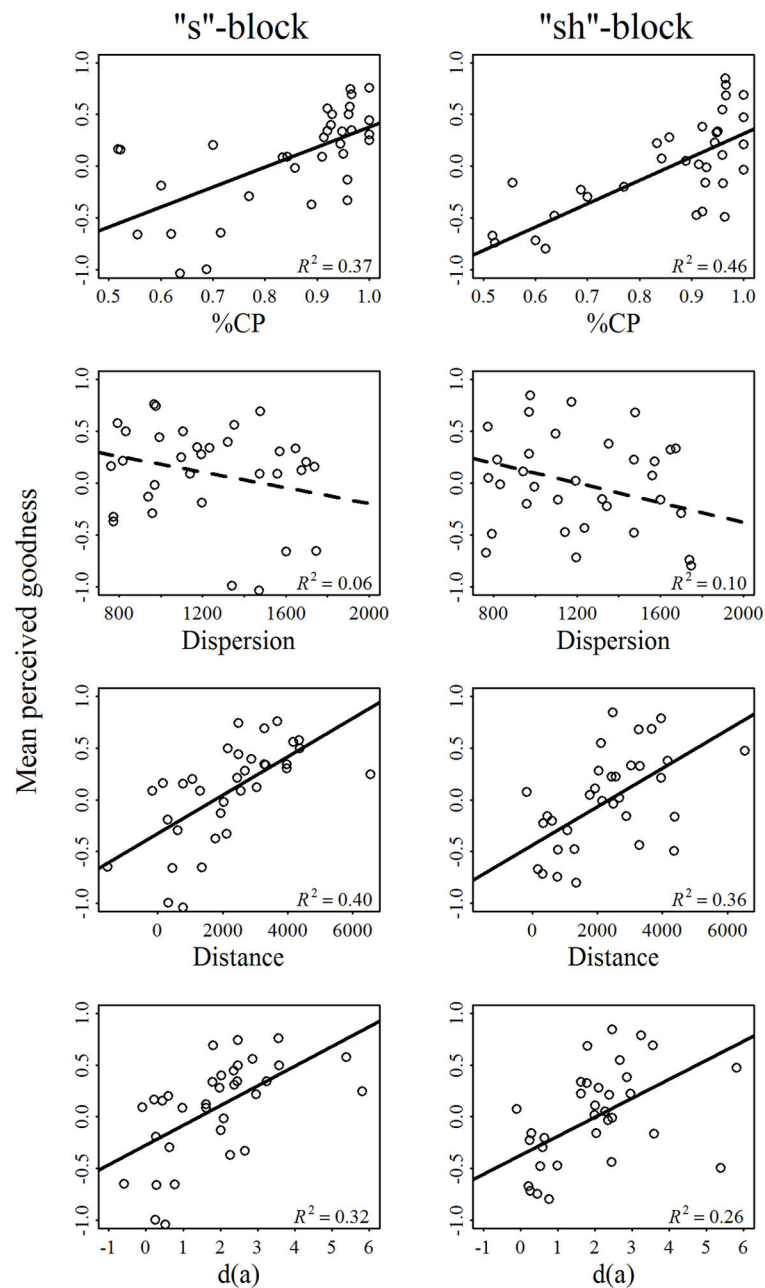 "s"-block "sh"-block
Mean perceived goodness
1.0 1.0
0.5 0.5
0.0 0.0
-0.5 -0.5
-1.0 R² = 0.37 -1.0 R² = 0.46
0.5 0.6 0.7 0.8 0.9 1.0 0.5 0.6 0.7 0.8 0.9 1.0
%CP %CP
1.0 1.0
0.5 0.5
0.0 0.0
-0.5 -0.5
-1.0 R² = 0.06 -1.0 R² = 0.10
800 1200 1600 2000 800 1200 1600 2000
Dispersion Dispersion
1.0 1.0
0.5 0.5
0.0 0.0
-0.5 -0.5
-1.0 R² = 0.40 -1.0 R² = 0.36
0 2000 4000 6000 0 2000 4000 6000
Distance Distance
1.0 1.0
0.5 0.5
0.0 0.0
-0.5 -0.5
-1.0 R² = 0.32 -1.0 R² = 0.26
-1 0 1 2 3 4 5 6 -1 0 1 2 3 4 5 6
d(a) d(a)